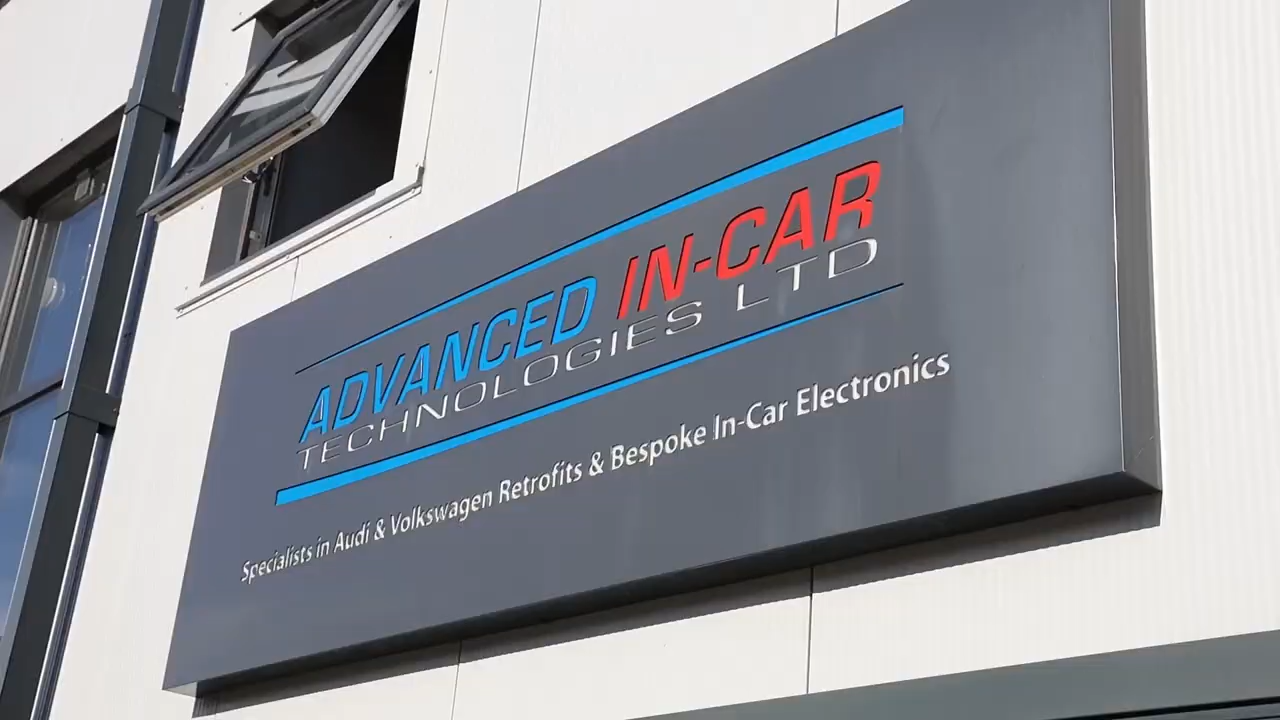 ADVANCED IN-CAR
TECHNOLOGIES LTD
Specialists in Audi & Volkswagen Retrofits & Bespoke In-Car Electronics